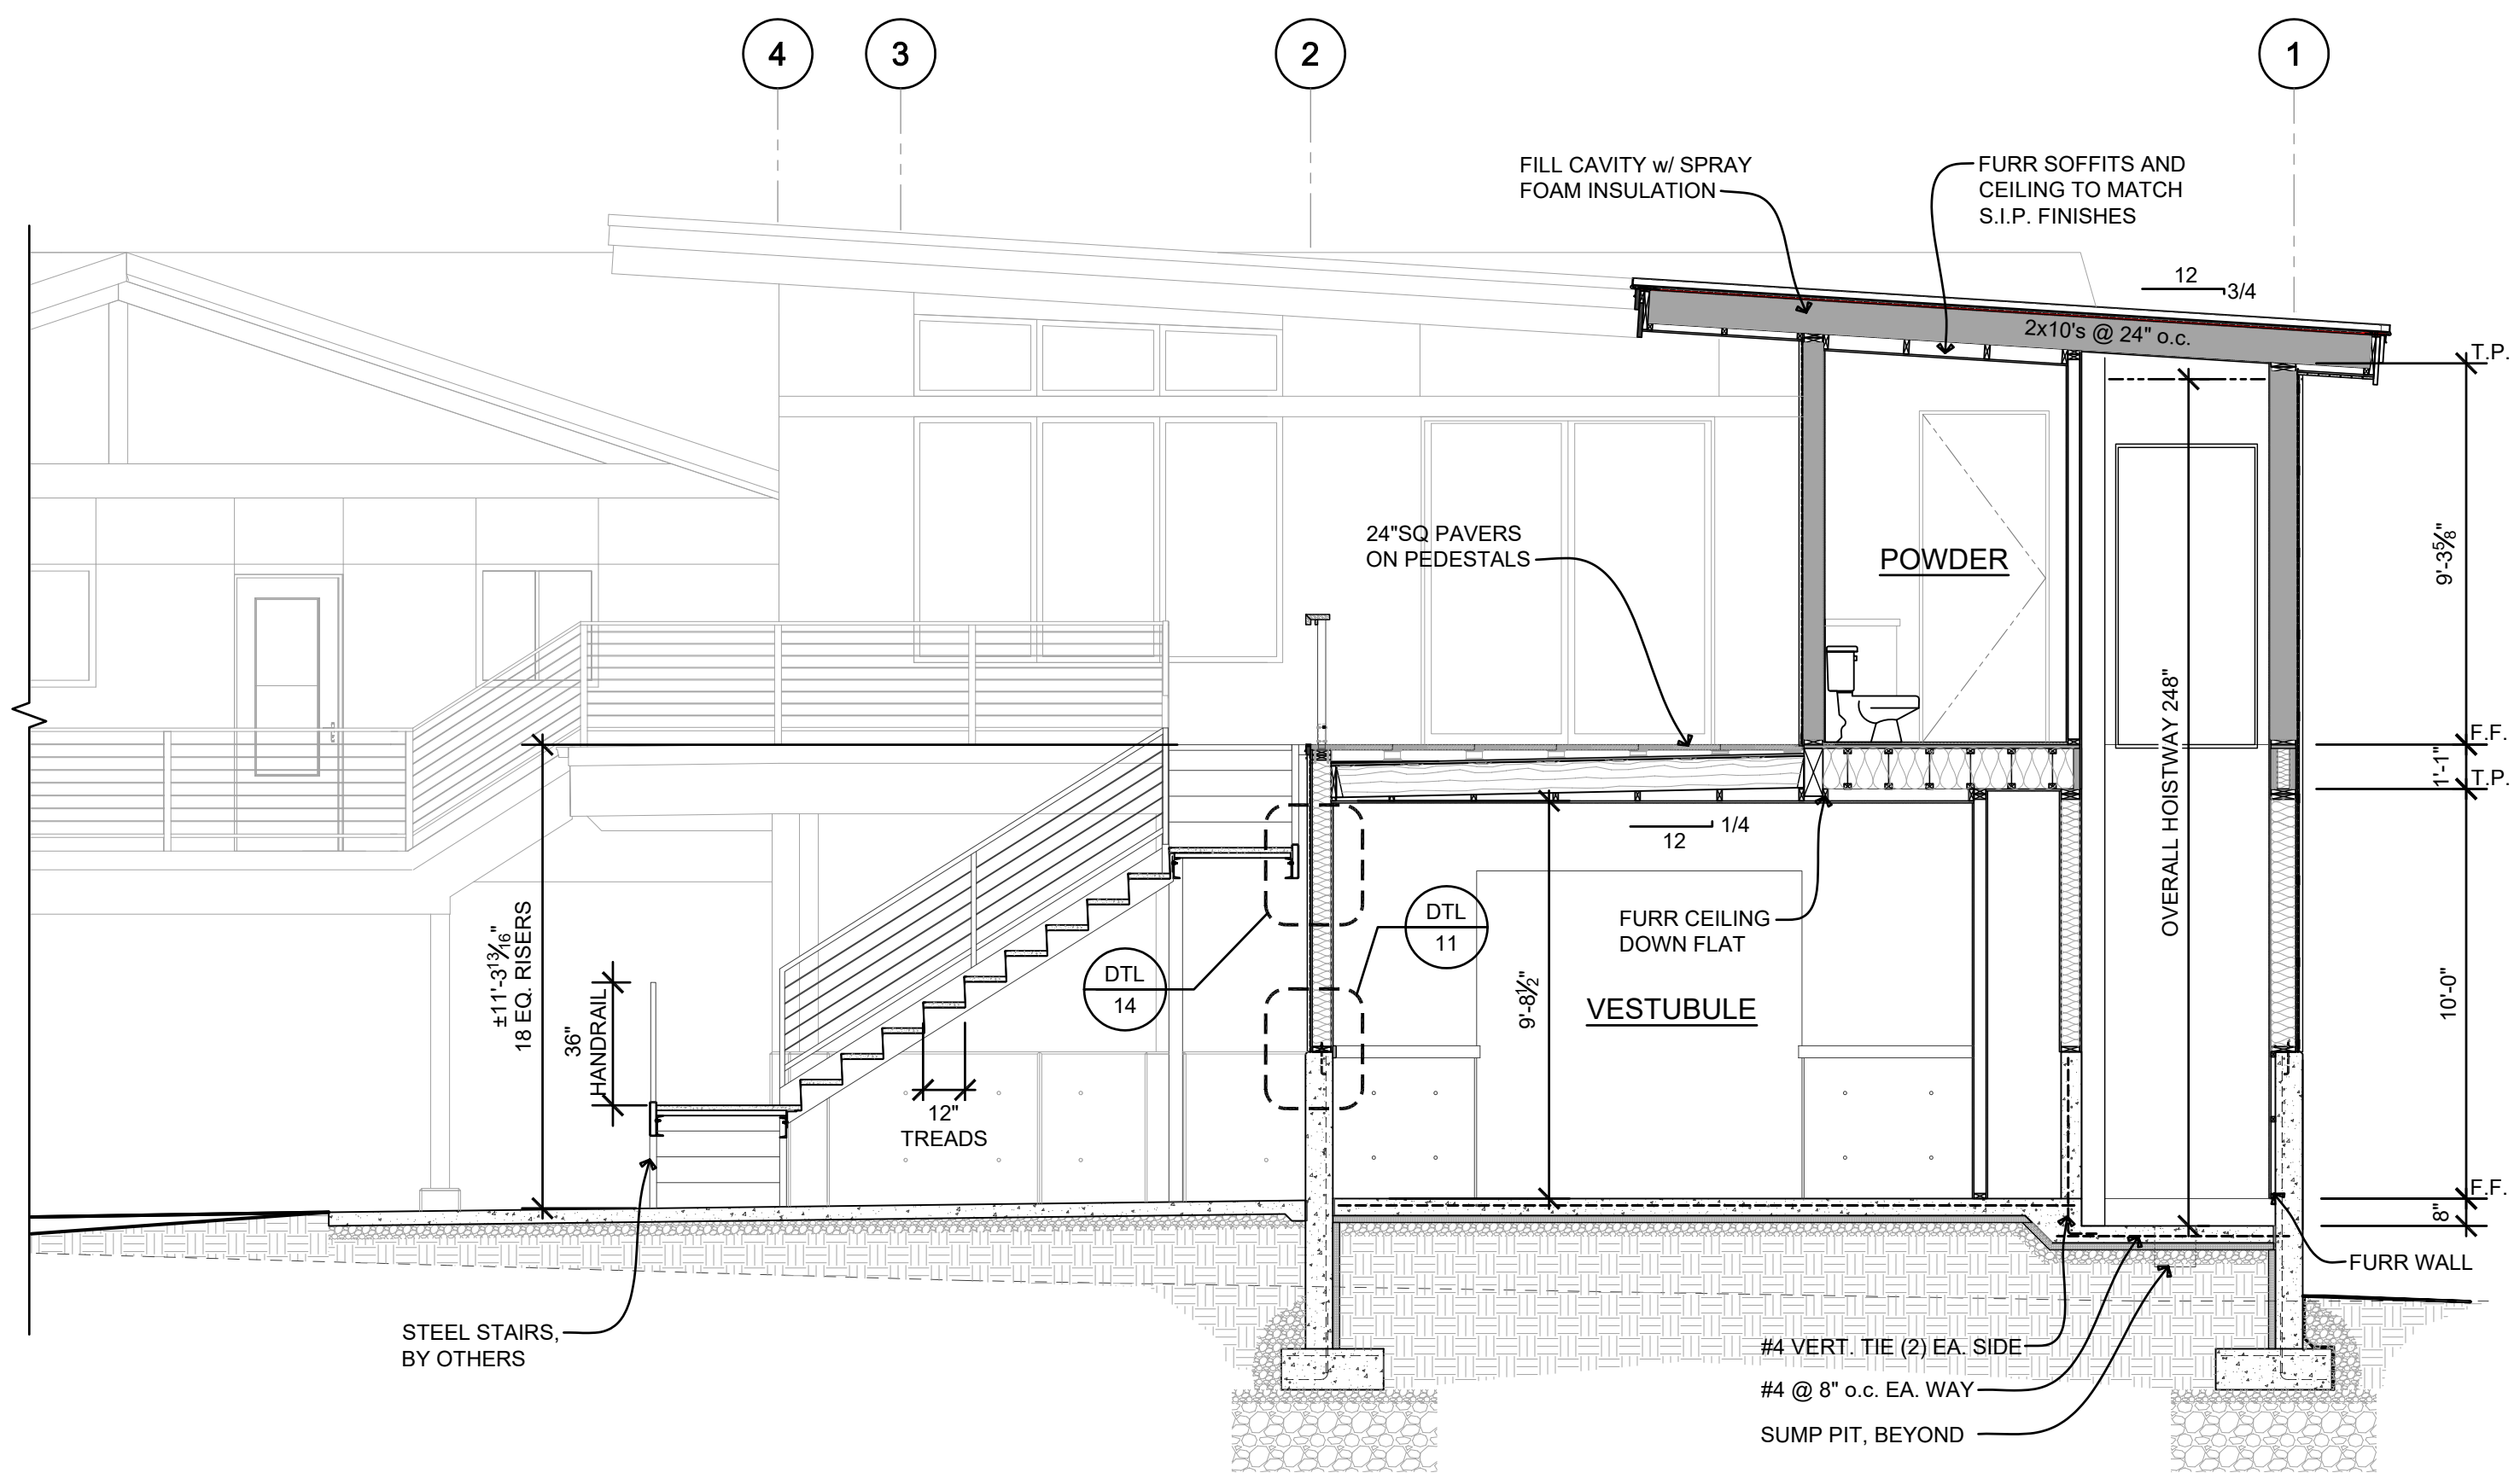 4
3
2
1
FILL CAVITY w/ SPRAY
FOAM INSULATION
FURR SOFFITS AND
CEILING TO MATCH
S.I.P. FINISHES
12
3/4
2x10's @ 24" o.c.
T.P.
24"SQ PAVERS
ON PEDESTALS
POWDER
9'-3⅝"
OVERALL HOISTWAY 248"
F.F.
1'-1"
T.P.
±11'-3¹³⁄₁₆"
18 EQ. RISERS
36"
HANDRAIL
12"
TREADS
DTL
14
DTL
11
1/4
12
FURR CEILING
DOWN FLAT
9'-8½"
VESTUBULE
10'-0"
F.F.
8"
FURR WALL
STEEL STAIRS,
BY OTHERS
#4 VERT. TIE (2) EA. SIDE
#4 @ 8" o.c. EA. WAY
SUMP PIT, BEYOND